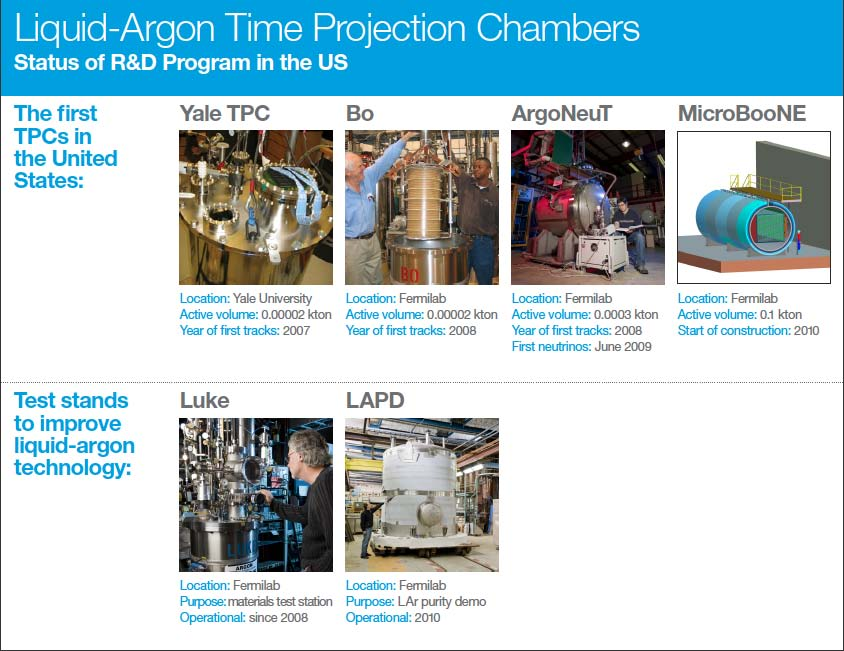 Liquid-Argon Time Projection Chambers
Status of R&D Program in the US
The first
TPCs in
the United
States:
Yale TPC
Location: Yale University
Active volume: 0.00002 kton
Year of first tracks: 2007
Bo
BO
Location: Fermilab
Active volume: 0.00002 kton
Year of first tracks: 2008
ArgoNeuT
Location: Fermilab
Active volume: 0.0003 kton
Year of first tracks: 2008
First neutrinos: June 2009
MicroBooNE
Location: Fermilab
Active volume: 0.1 kton
Start of construction: 2010
Test stands
to improve
liquid-argon
technology:
Luke
LUKE
ARGON
Location: Fermilab
Purpose: materials test station
Operational: since 2008
LAPD
Location: Fermilab
Purpose: LAr purity demo
Operational: 2010